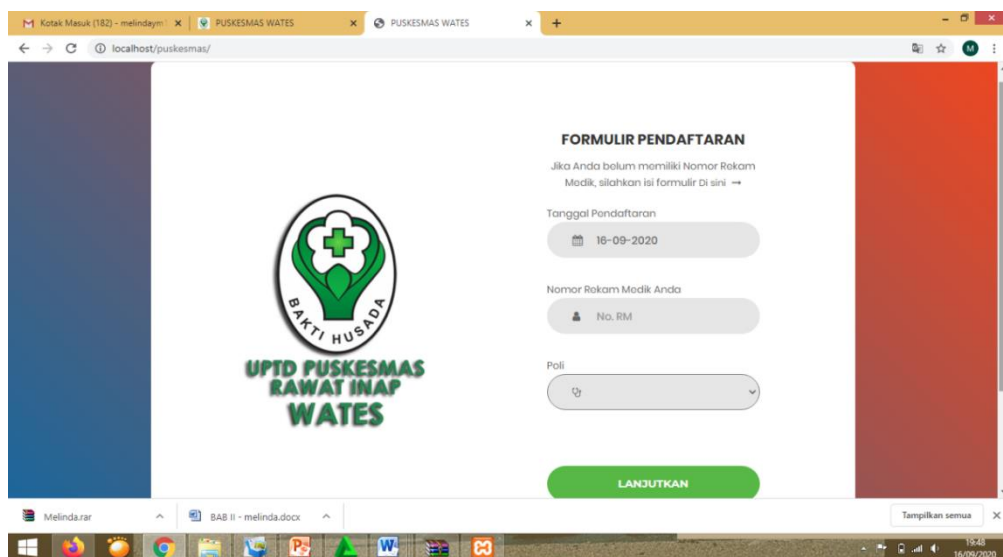 Kotak Masuk (182) - melindaym
PUSKESMAS WATES
PUSKESMAS WATES
localhost/puskesmas/
M
FORMULIR PENDAFTARAN
Jika Anda belum memiliki Nomor Rekam
Medik, silahkan isi formulir Di sini →
Tanggal Pendaftaran
16-09-2020
Nomor Rekam Medik Anda
No. RM
Poli
LANJUTKAN
BAKTI HUSADA
UPTD PUSKESMAS
RAWAT INAP
WATES
Melinda.rar
BAB II - melinda.docx
Tampilkan semua
19:48
16/09/2020